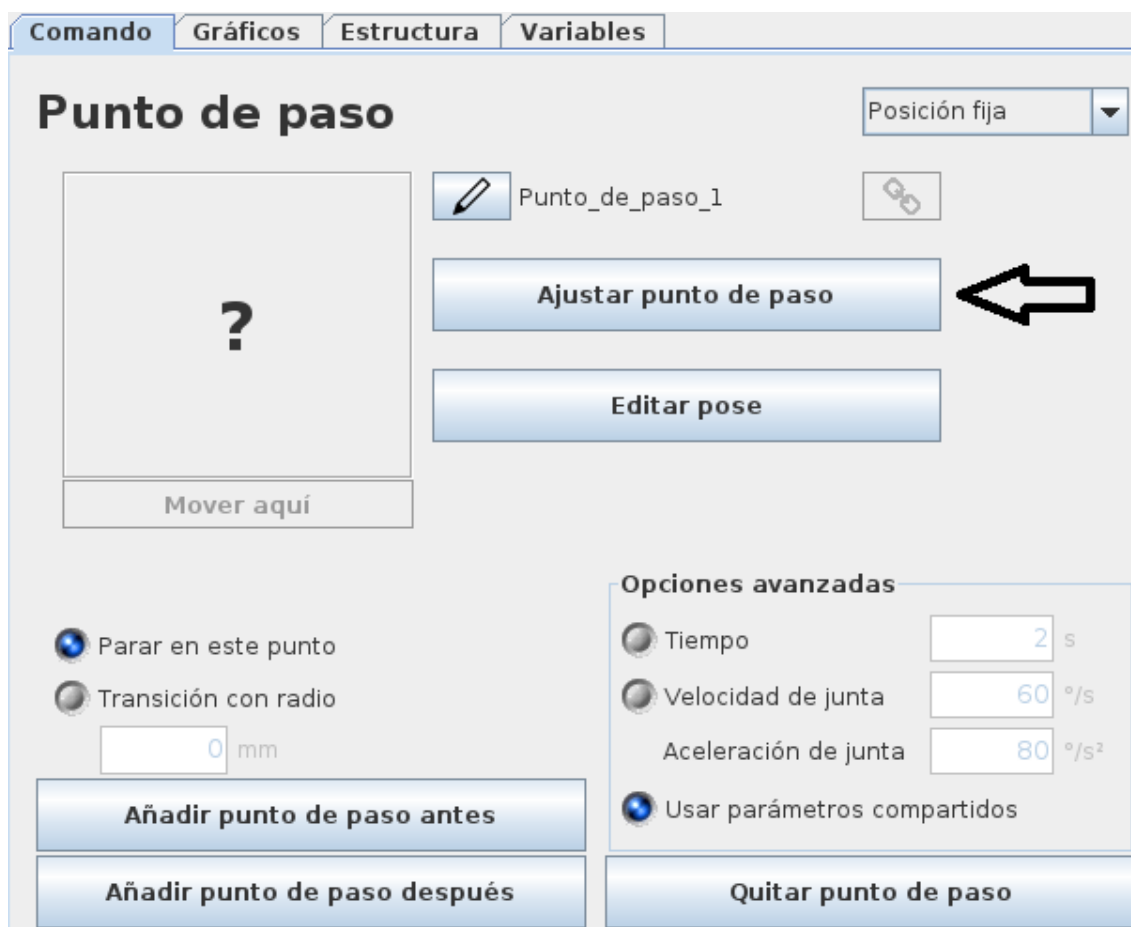 Comando Gráficos Estructura Variables
Punto de paso
Posición fija
Punto_de_paso_1
?
Ajustar punto de paso
Editar pose
Mover aquí
Parar en este punto
Transición con radio
0 mm
Opciones avanzadas
Tiempo 2 s
Velocidad de junta 60 °/s
Aceleración de junta 80 °/s²
Usar parámetros compartidos
Añadir punto de paso antes
Añadir punto de paso después
Quitar punto de paso